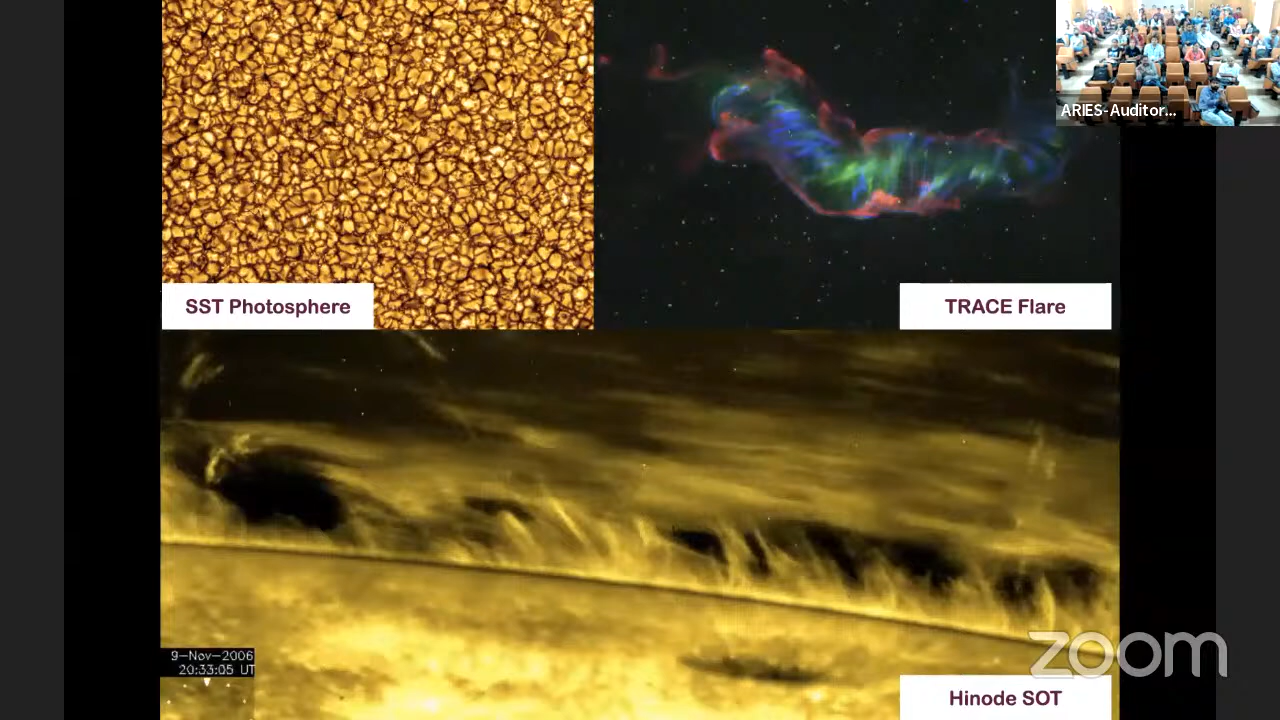 ARIES-Auditor...
SST Photosphere
TRACE Flare
9-Nov-2006
20:33:05 UT
zoom
Hinode SOT